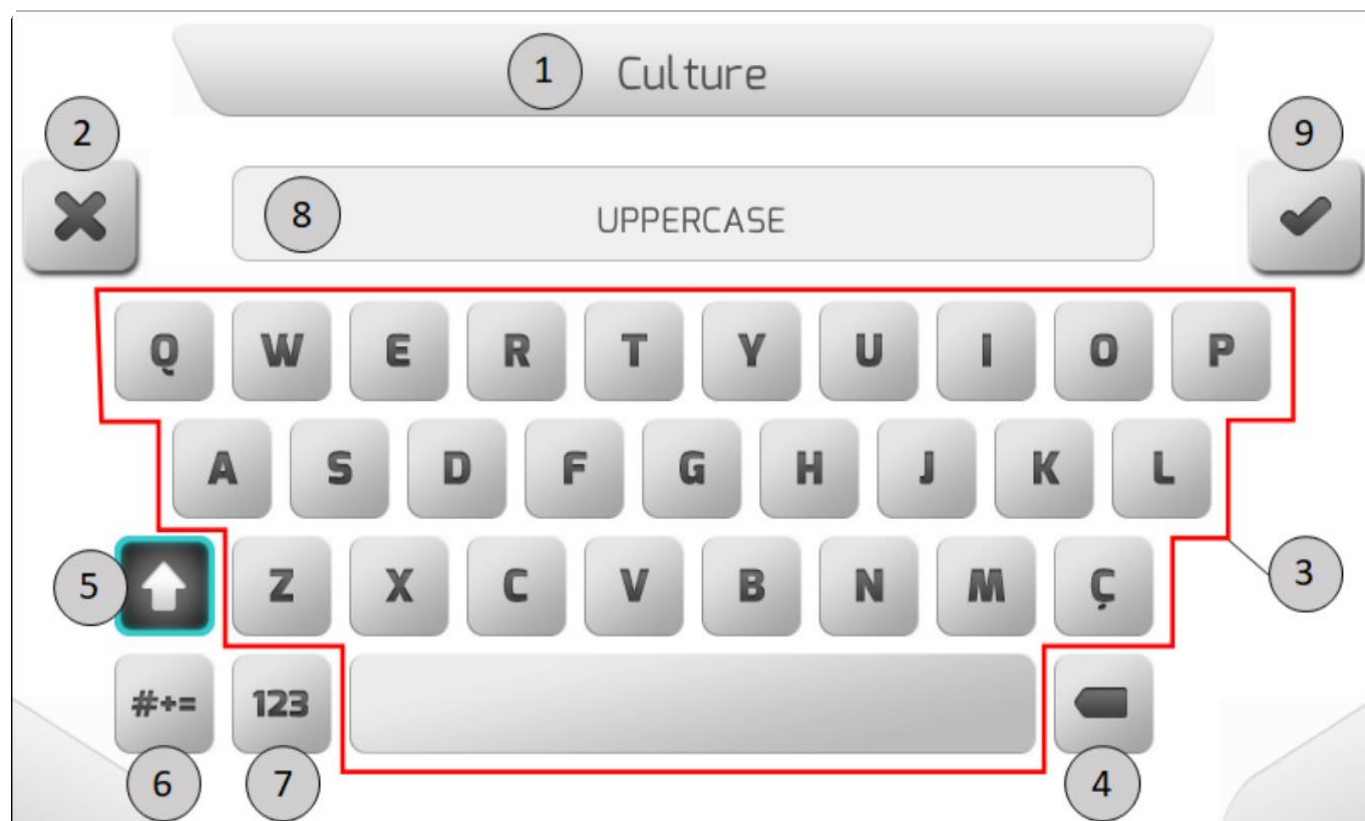 1 Culture
2 9
8 UPPERCASE
Q W E R T Y U I O P
A S D F G H J K L
5 Z X C V B N M Ç 3
#+= 123
6 7 4